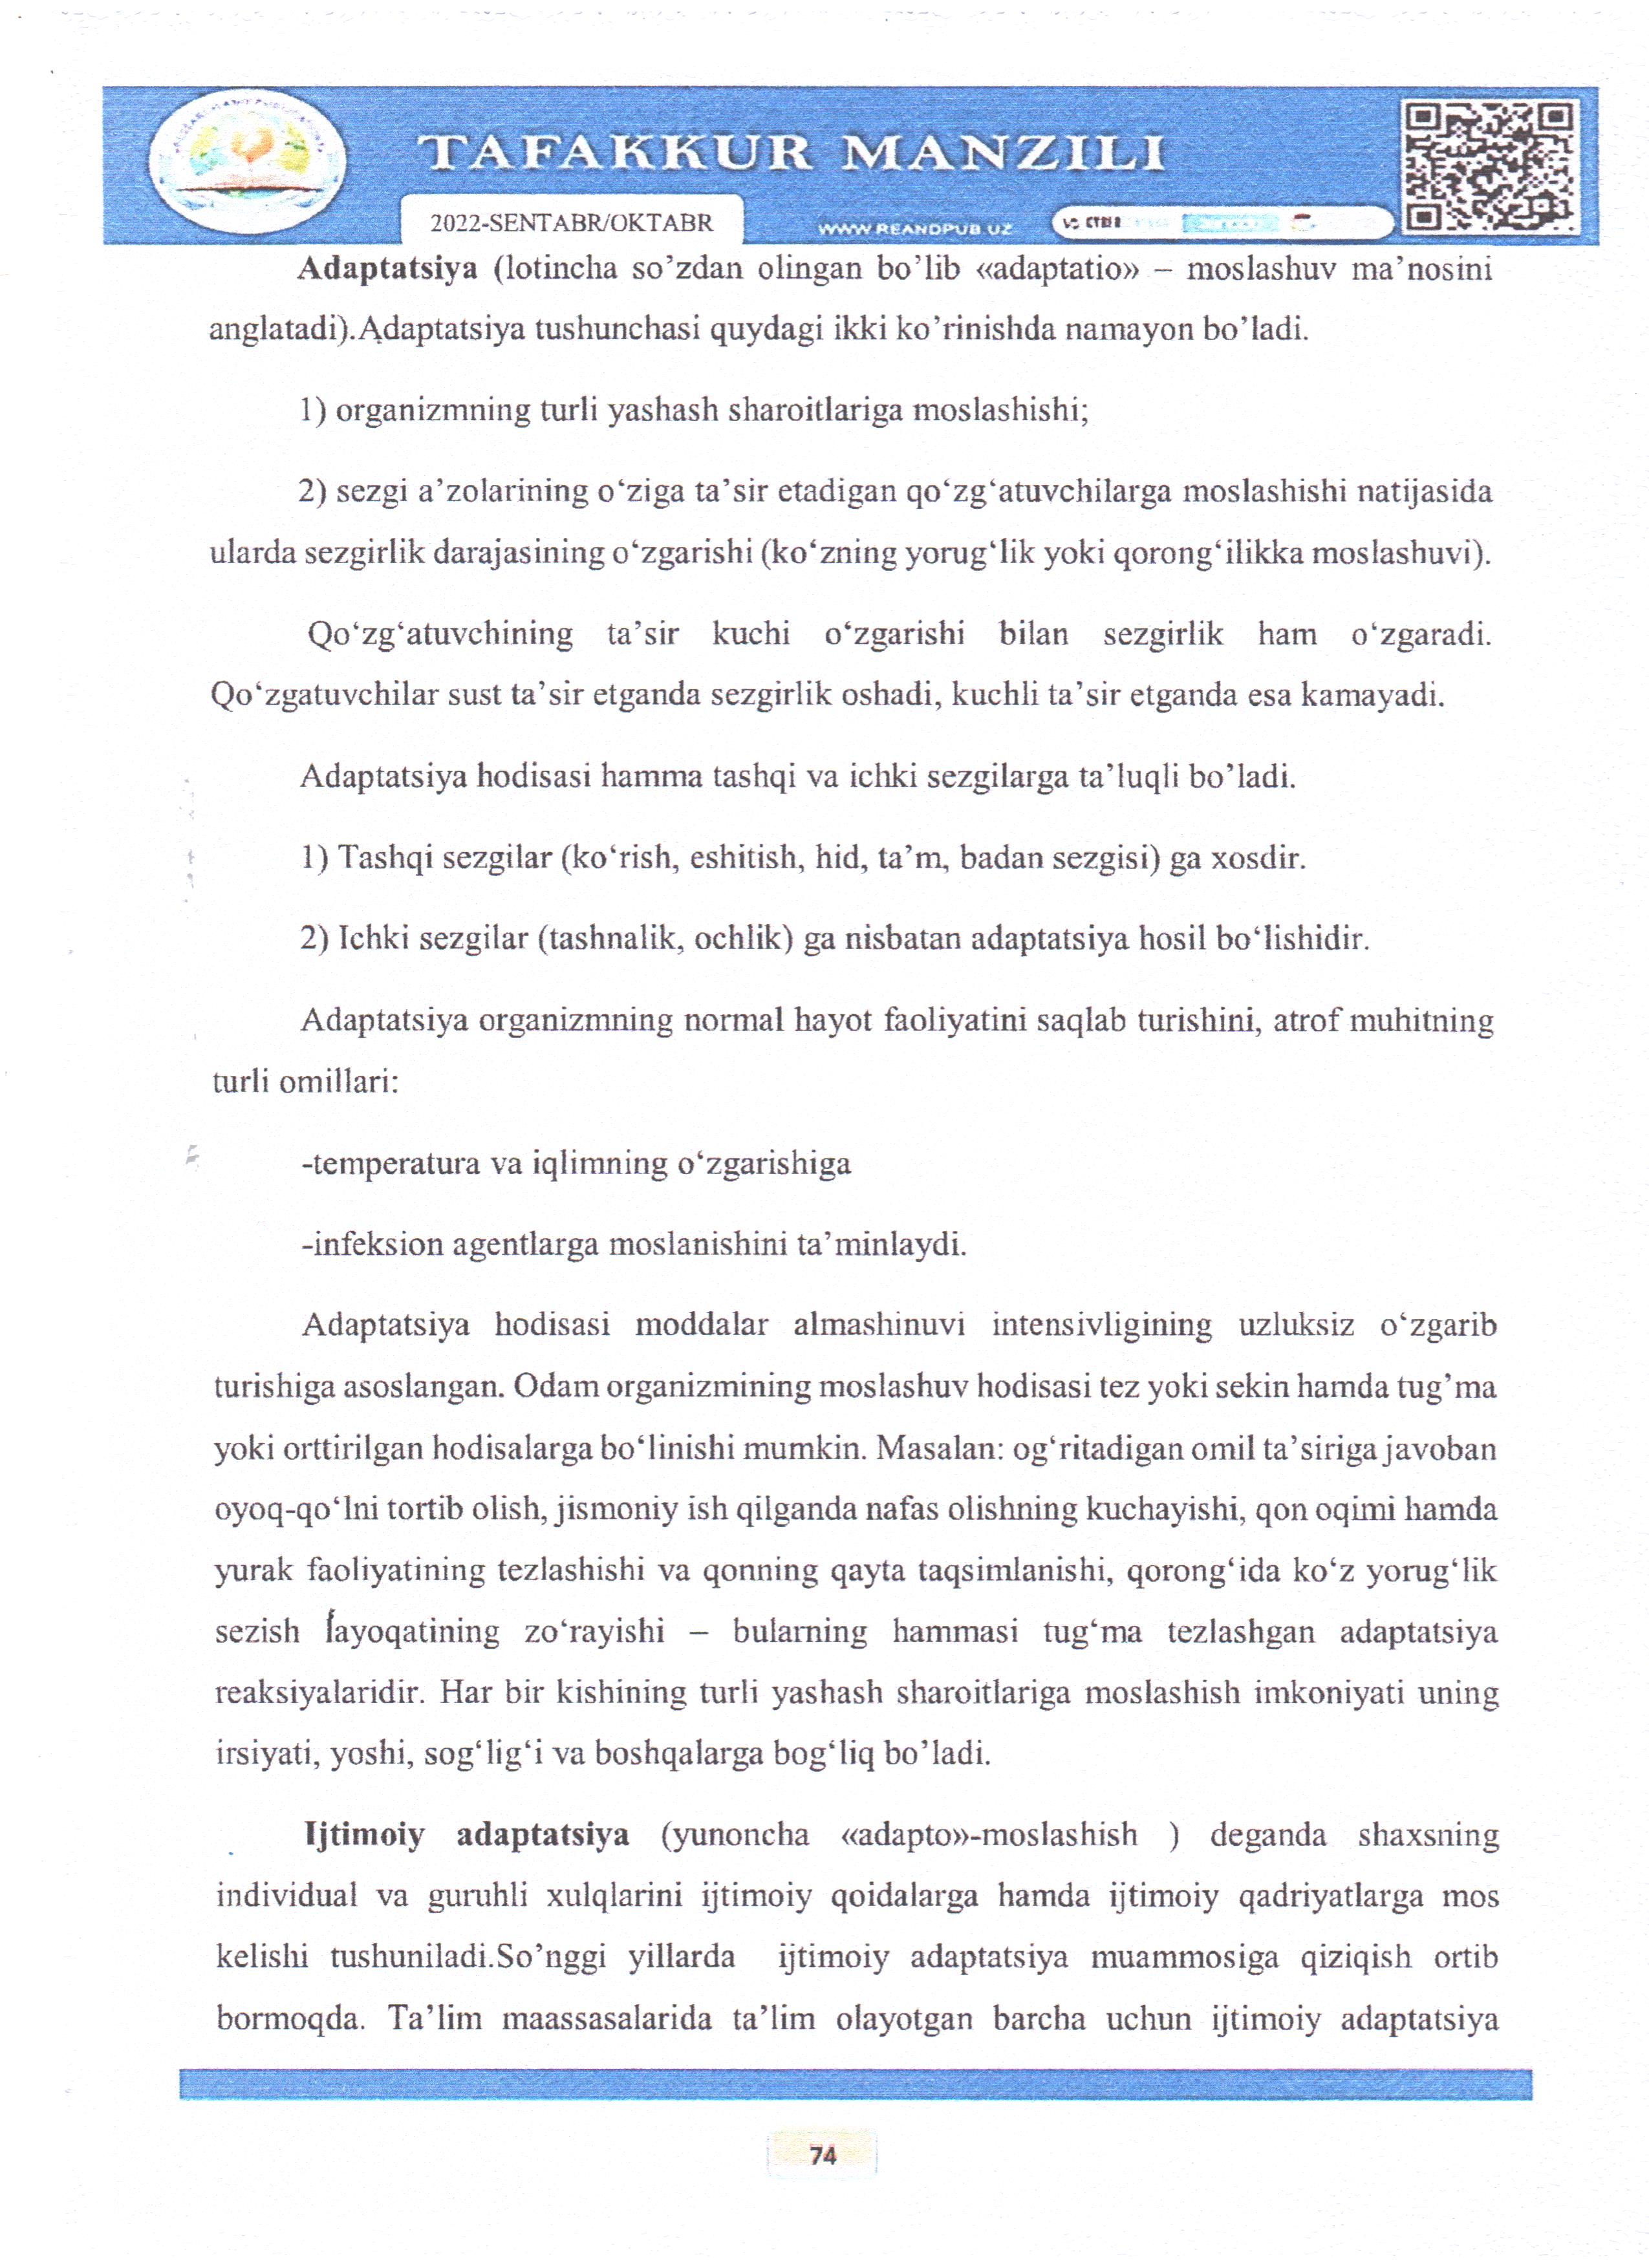 TAFAKKUR MANZILI
2022-SENTABR/OKTABR
WWW.REANDPUB.UZ
Adaptatsiya (lotincha so’zdan olingan bo’lib «adaptatio» – moslashuv ma’nosini
anglatadi).Adaptatsiya tushunchasi quydagi ikki ko’rinishda namayon bo’ladi.
1) organizmning turli yashash sharoitlariga moslashishi;
2) sezgi a’zolarining o‘ziga ta’sir etadigan qo‘zg‘atuvchilarga moslashishi natijasida
ularda sezgirlik darajasining o‘zgarishi (ko‘zning yorug‘lik yoki qorong‘ilikka moslashuvi).
Qo‘zg‘atuvchining ta’sir kuchi o‘zgarishi bilan sezgirlik ham o‘zgaradi.
Qo‘zgatuvchilar sust ta’sir etganda sezgirlik oshadi, kuchli ta’sir etganda esa kamayadi.
Adaptatsiya hodisasi hamma tashqi va ichki sezgilarga ta’luqli bo’ladi.
1) Tashqi sezgilar (ko‘rish, eshitish, hid, ta’m, badan sezgisi) ga xosdir.
2) Ichki sezgilar (tashnalik, ochlik) ga nisbatan adaptatsiya hosil bo‘lishidir.
Adaptatsiya organizmning normal hayot faoliyatini saqlab turishini, atrof muhitning
turli omillari:
-temperatura va iqlimning o‘zgarishiga
-infeksion agentlarga moslanishini ta’minlaydi.
Adaptatsiya hodisasi moddalar almashinuvi intensivligining uzluksiz o‘zgarib
turishiga asoslangan. Odam organizmining moslashuv hodisasi tez yoki sekin hamda tug’ma
yoki orttirilgan hodisalarga bo‘linishi mumkin. Masalan: og‘ritadigan omil ta’siriga javoban
oyoq-qo‘lni tortib olish, jismoniy ish qilganda nafas olishning kuchayishi, qon oqimi hamda
yurak faoliyatining tezlashishi va qonning qayta taqsimlanishi, qorong‘ida ko‘z yorug‘lik
sezish layoqatining zo‘rayishi – bularning hammasi tug‘ma tezlashgan adaptatsiya
reaksiyalaridir. Har bir kishining turli yashash sharoitlariga moslashish imkoniyati uning
irsiyati, yoshi, sog‘lig‘i va boshqalarga bog‘liq bo’ladi.
Ijtimoiy adaptatsiya (yunoncha «adapto»-moslashish ) deganda shaxsning
individual va guruhli xulqlarini ijtimoiy qoidalarga hamda ijtimoiy qadriyatlarga mos
kelishi tushuniladi.So’nggi yillarda ijtimoiy adaptatsiya muammosiga qiziqish ortib
bormoqda. Ta’lim maassasalarida ta’lim olayotgan barcha uchun ijtimoiy adaptatsiya
74